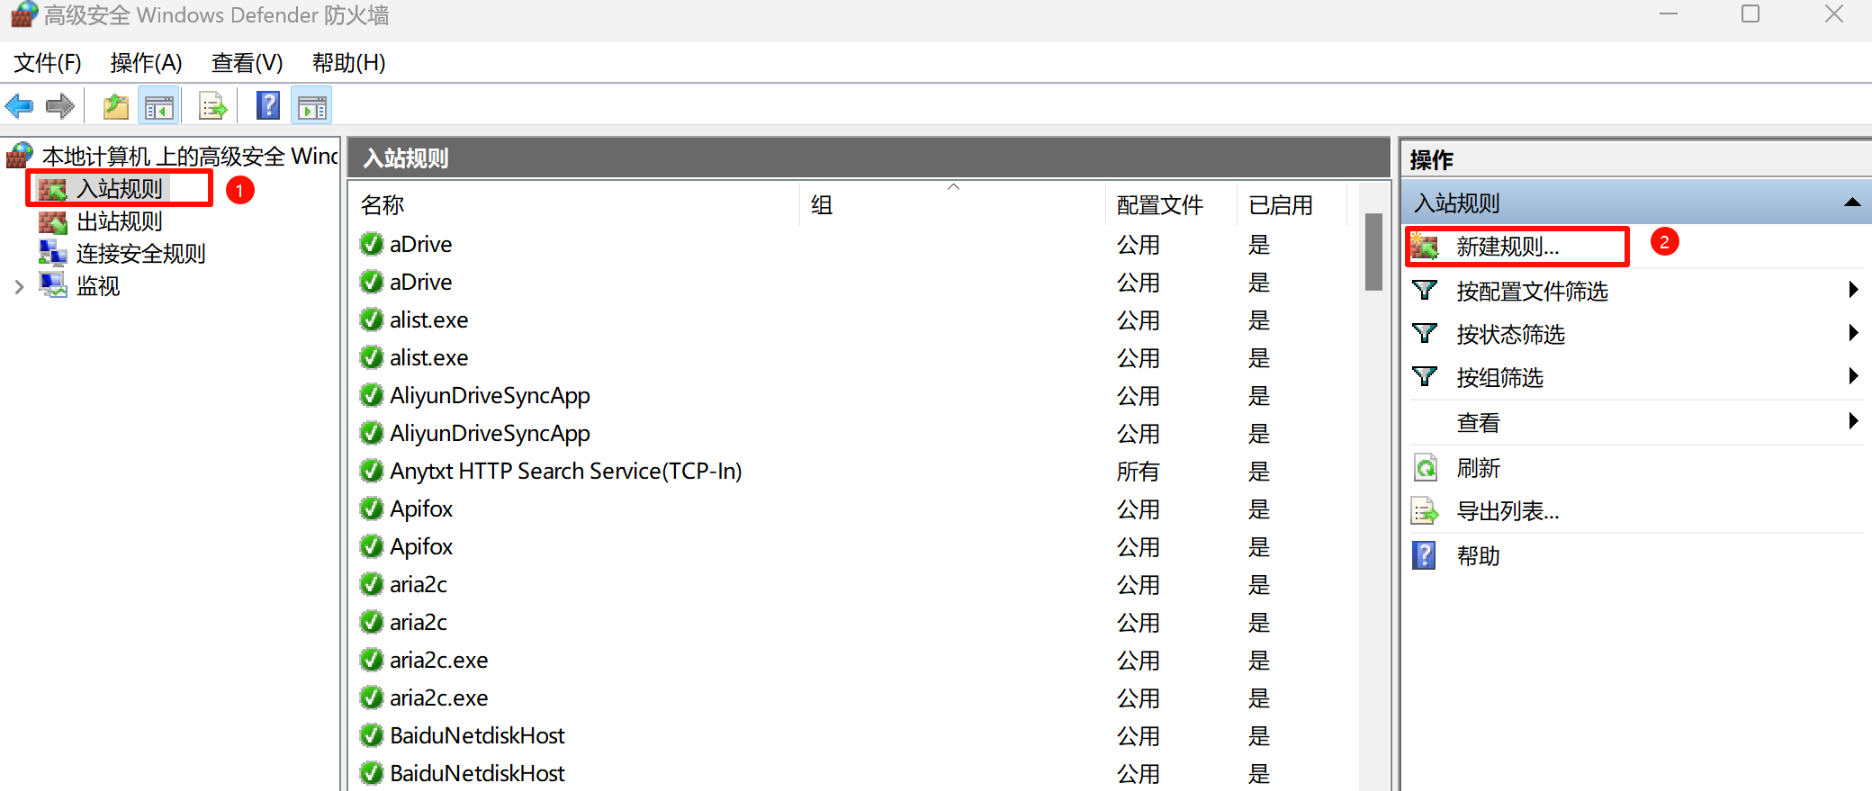 高级安全 Windows Defender 防火墙
文件(F) 操作(A) 查看(V) 帮助(H)
本地计算机 上的高级安全 Winc
入站规则 1
出站规则
连接安全规则
监视
入站规则
名称 组 配置文件 已启用
aDrive 公用 是
aDrive 公用 是
alist.exe 公用 是
alist.exe 公用 是
AliyunDriveSyncApp 公用 是
AliyunDriveSyncApp 公用 是
Anytxt HTTP Search Service(TCP-In) 所有 是
Apifox 公用 是
Apifox 公用 是
aria2c 公用 是
aria2c 公用 是
aria2c.exe 公用 是
aria2c.exe 公用 是
BaiduNetdiskHost 公用 是
BaiduNetdiskHost 公用 是
操作
入站规则
新建规则... 2
按配置文件筛选
按状态筛选
按组筛选
查看
刷新
导出列表...
帮助